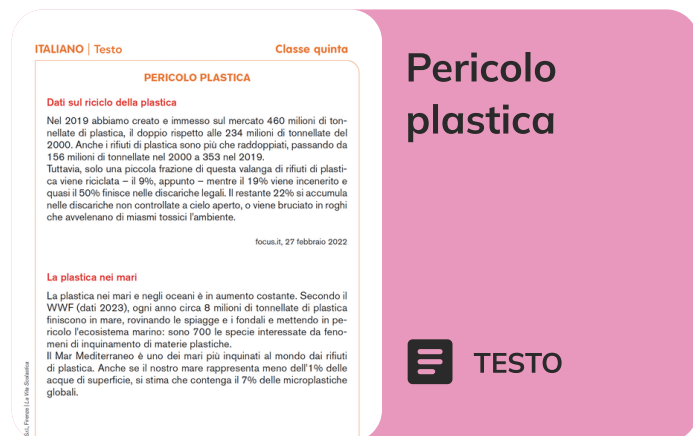 ITALIANO | Testo
Classe quinta
PERICOLO PLASTICA
Dati sul riciclo della plastica
Nel 2019 abbiamo creato e immesso sul mercato 460 milioni di ton-
nellate di plastica, il doppio rispetto alle 234 milioni di tonnellate del
2000. Anche i rifiuti di plastica sono più che raddoppiati, passando da
156 milioni di tonnellate nel 2000 a 353 nel 2019.
Tuttavia, solo una piccola frazione di questa valanga di rifiuti di plasti-
ca viene riciclata – il 9%, appunto – mentre il 19% viene incenerito e
quasi il 50% finisce nelle discariche legali. Il restante 22% si accumula
nelle discariche non controllate a cielo aperto, o viene bruciato in roghi
che avvelenano di miasmi tossici l'ambiente.
focus.it, 27 febbraio 2022
La plastica nei mari
La plastica nei mari e negli oceani è in aumento costante. Secondo il
WWF (dati 2023), ogni anno circa 8 milioni di tonnellate di plastica
finiscono in mare, rovinando le spiagge e i fondali e mettendo in pe-
ricolo l'ecosistema marino: sono 700 le specie interessate da feno-
meni di inquinamento di materie plastiche.
Il Mar Mediterraneo è uno dei mari più inquinati al mondo dai rifiuti
di plastica. Anche se il nostro mare rappresenta meno dell'1% delle
acque di superficie, si stima che contenga il 7% delle microplastiche
globali.
Firenze | La Vita Scolastica
Pericolo
plastica
TESTO